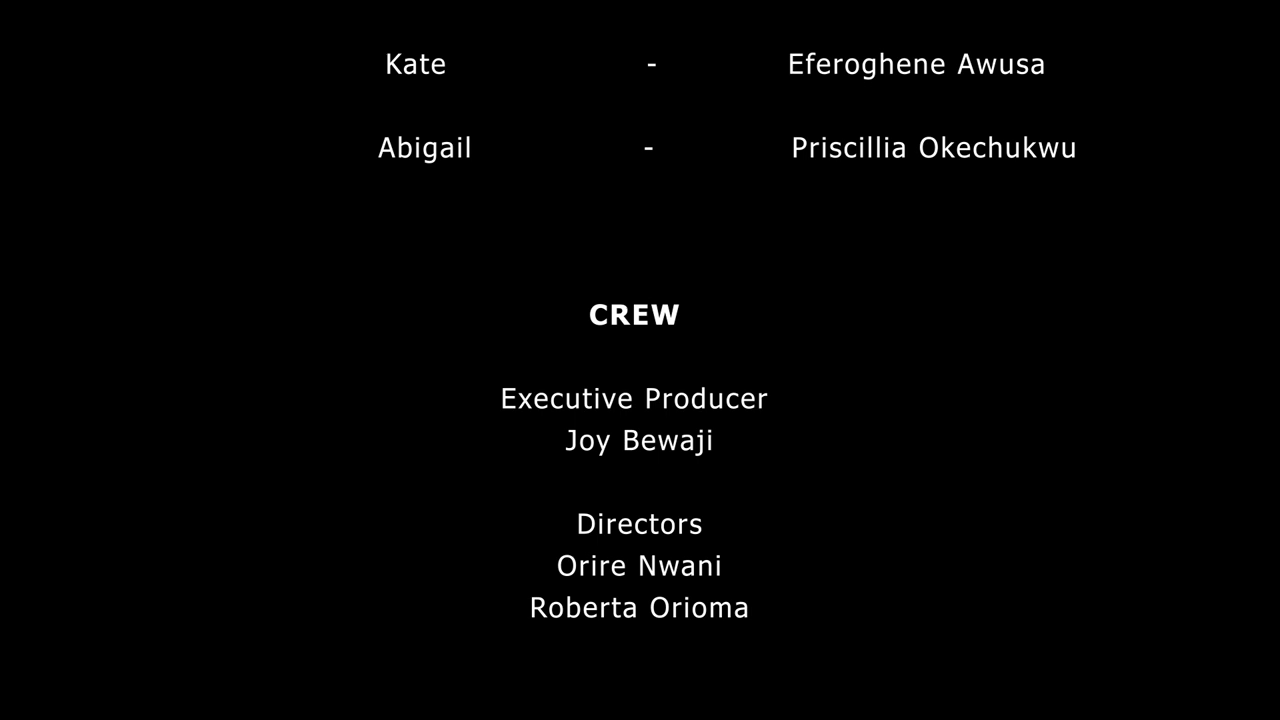 Kate - Eferoghene Awusa
Abigail - Priscillia Okechukwu
CREW
Executive Producer
Joy Bewaji
Directors
Orire Nwani
Roberta Orioma